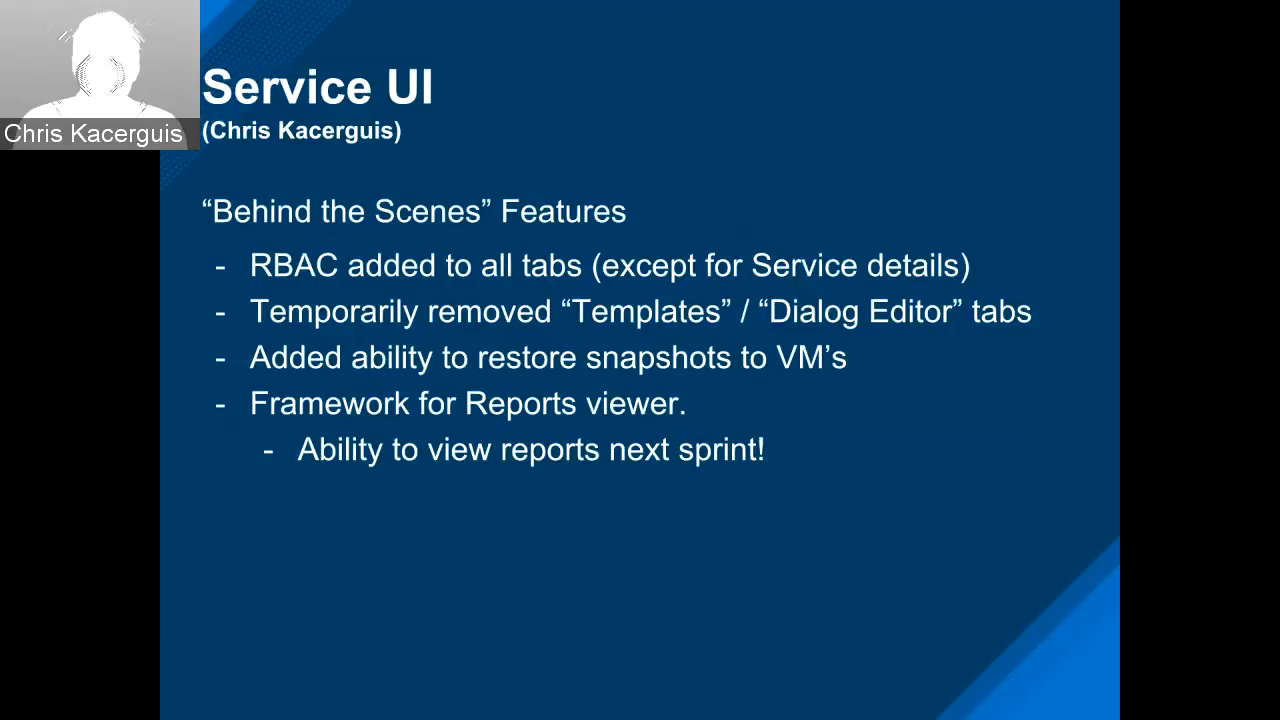 Chris Kacerguis
Service UI
(Chris Kacerguis)
“Behind the Scenes” Features
- RBAC added to all tabs (except for Service details)
- Temporarily removed “Templates” / “Dialog Editor” tabs
- Added ability to restore snapshots to VM’s
- Framework for Reports viewer.
- Ability to view reports next sprint!